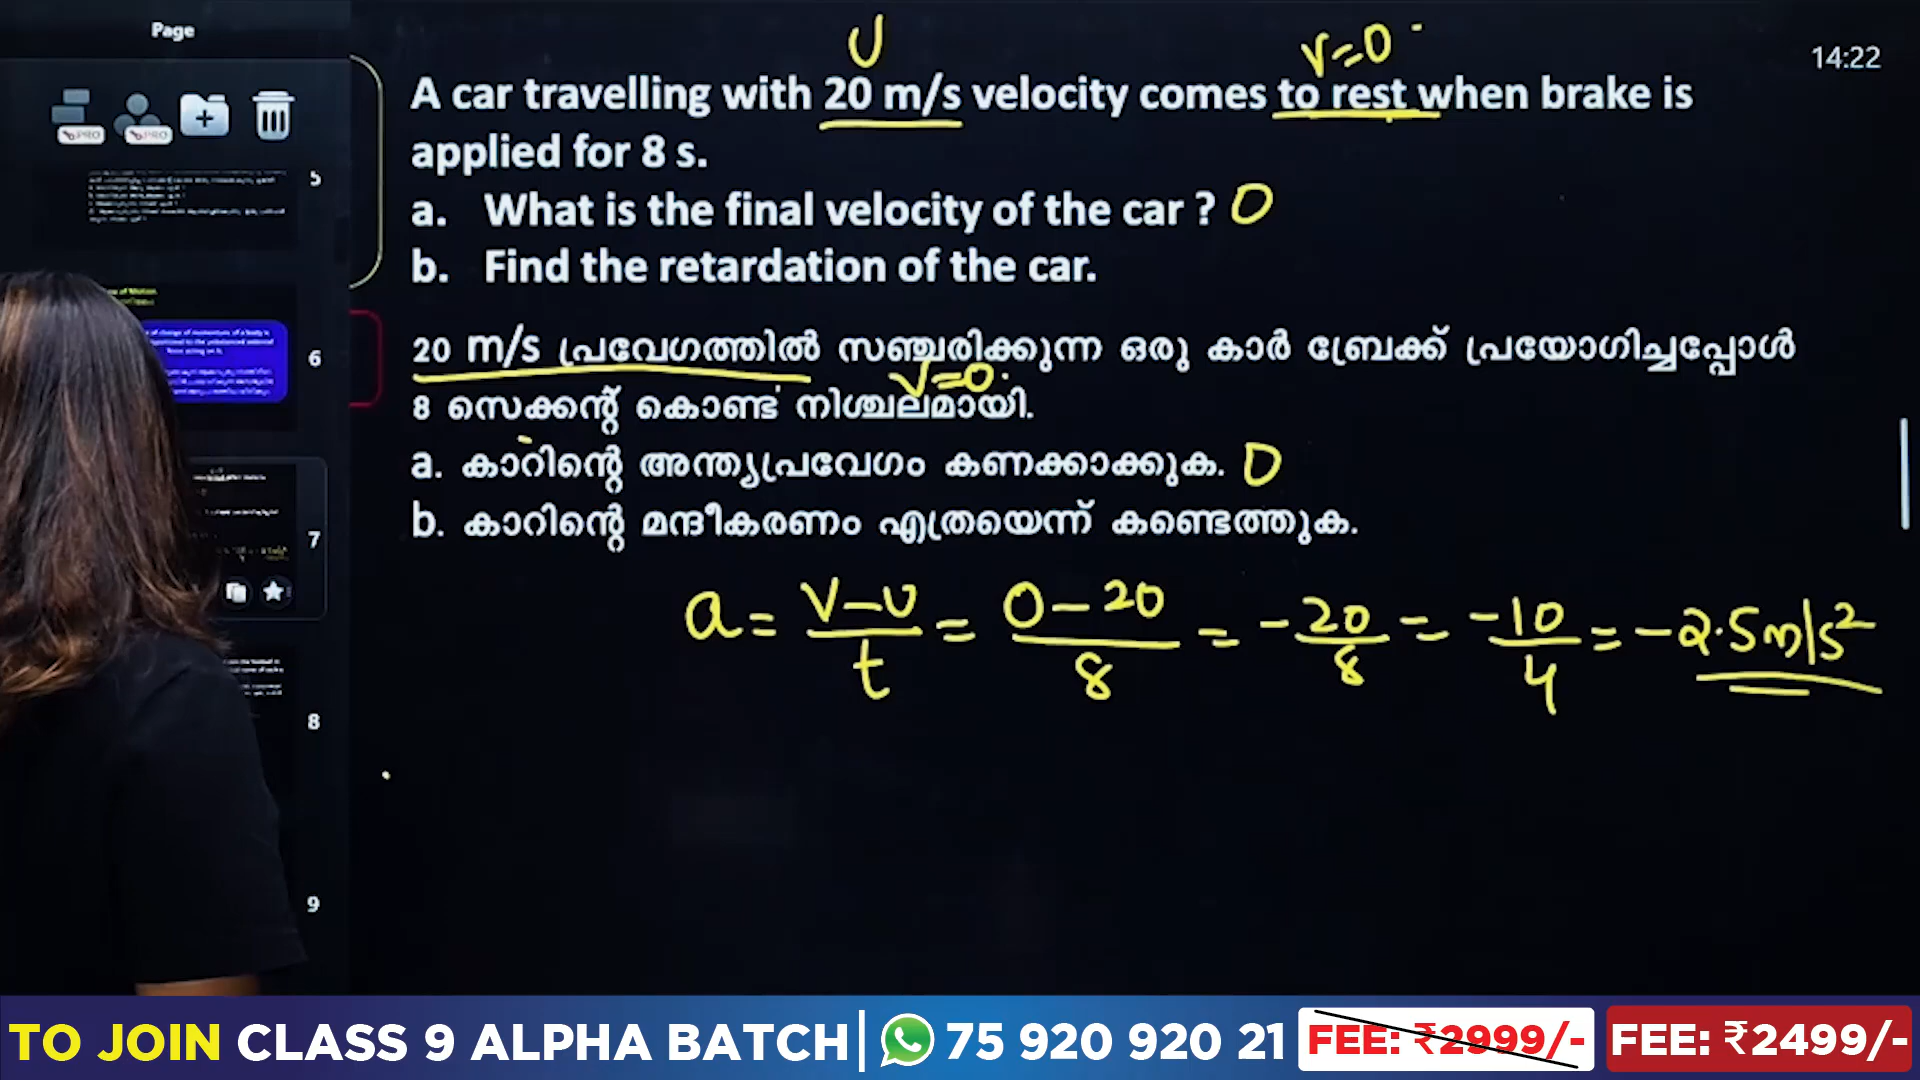 Page
14:22
U
v=0
A car travelling with 20 m/s velocity comes to rest when brake is
applied for 8 s.
a. What is the final velocity of the car ? 0
b. Find the retardation of the car.
20 m/s പ്രവേഗത്തിൽ സഞ്ചരിക്കുന്ന ഒരു കാർ ബ്രേക്ക് പ്രയോഗിച്ചപ്പോൾ
v=0
8 സെക്കന്റ് കൊണ്ട് നിശ്ചലമായി.
a. കാറിന്റെ അന്ത്യപ്രവേഗം കണക്കാക്കുക. 0
b. കാറിന്റെ മന്ദീകരണം എത്രയെന്ന് കണ്ടെത്തുക.
a = v-u/t = 0-20/8 = -20/8 = -10/4 = -2.5 m/s²
5
6
7
8
9
TO JOIN CLASS 9 ALPHA BATCH | 75 920 920 21 FEE: ₹2999/- FEE: ₹2499/-